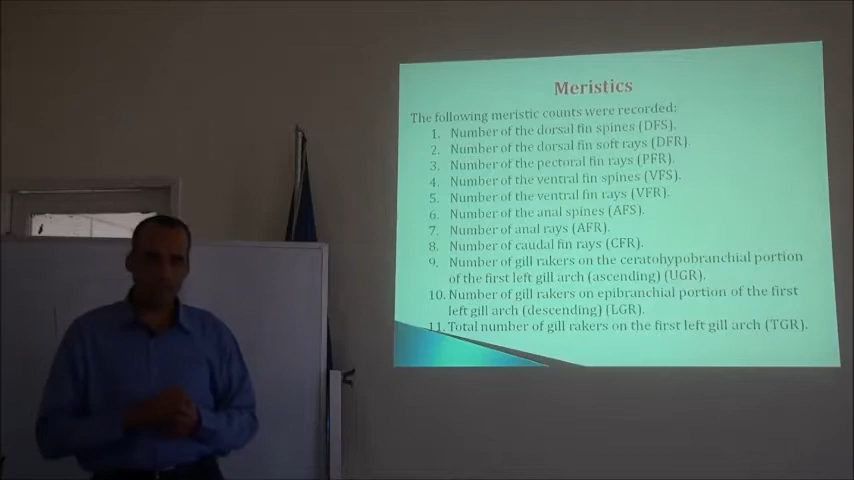 Meristics
The following meristic counts were recorded:
1. Number of the dorsal fin spines (DFS).
2. Number of the dorsal fin soft rays (DFR).
3. Number of the pectoral fin rays (PFR).
4. Number of the ventral fin spines (VFS).
5. Number of the ventral fin rays (VFR).
6. Number of the anal spines (AFS).
7. Number of anal rays (AFR).
8. Number of caudal fin rays (CFR).
9. Number of gill rakers on the ceratohypobranchial portion
of the first left gill arch (ascending) (UGR).
10. Number of gill rakers on epibranchial portion of the first
left gill arch (descending) (LGR).
11. Total number of gill rakers on the first left gill arch (TGR).